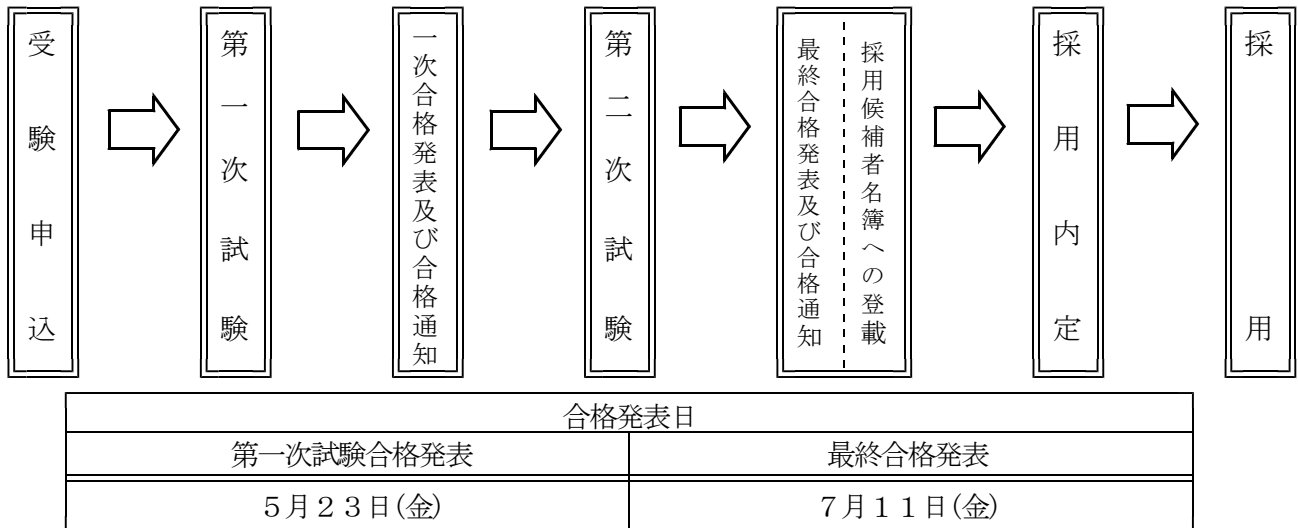 受験申込
第一次試験
一次合格発表及び合格通知
第二次試験
採用候補者名簿への登載
最終合格発表及び合格通知
採用内定
採用
合格発表日
第一次試験合格発表
最終合格発表
５月２３日(金)
７月１１日(金)